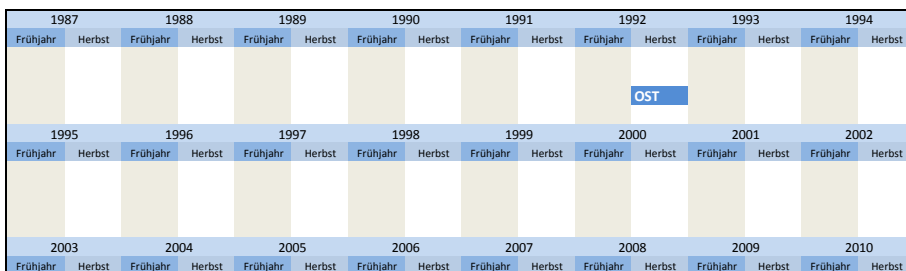 1987 1988 1989 1990 1991 1992 1993 1994
Frühjahr Herbst Frühjahr Herbst Frühjahr Herbst Frühjahr Herbst Frühjahr Herbst Frühjahr Herbst Frühjahr Herbst Frühjahr Herbst
OST
1995 1996 1997 1998 1999 2000 2001 2002
Frühjahr Herbst Frühjahr Herbst Frühjahr Herbst Frühjahr Herbst Frühjahr Herbst Frühjahr Herbst Frühjahr Herbst Frühjahr Herbst
2003 2004 2005 2006 2007 2008 2009 2010
Frühjahr Herbst Frühjahr Herbst Frühjahr Herbst Frühjahr Herbst Frühjahr Herbst Frühjahr Herbst Frühjahr Herbst Frühjahr Herbst